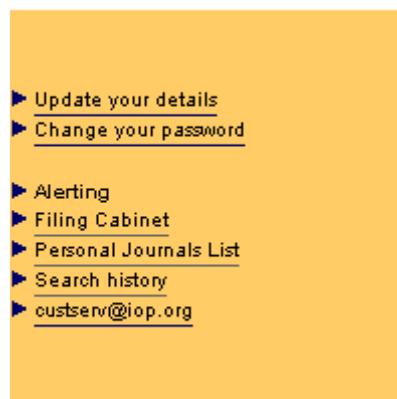 Update your details
Change your password
Alerting
Filing Cabinet
Personal Journals List
Search history
custserv@iop.org